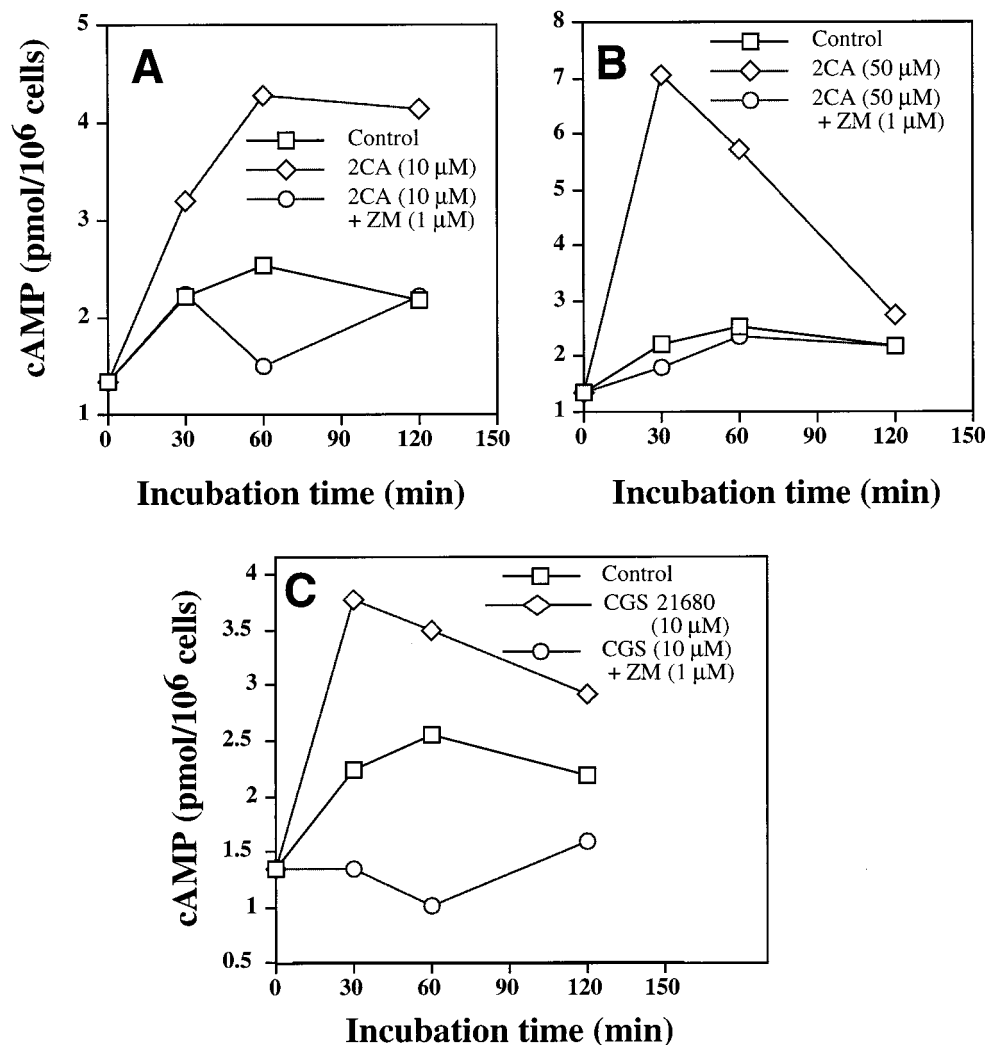 A
cAMP (pmol/10⁶ cells)
5
4
3
2
1
Control
2CA (10 µM)
2CA (10 µM)
+ ZM (1 µM)
0 30 60 90 120 150
Incubation time (min)
B
8
7
6
5
4
3
2
1
Control
2CA (50 µM)
2CA (50 µM)
+ ZM (1 µM)
0 30 60 90 120 150
Incubation time (min)
C
cAMP (pmol/10⁶ cells)
4
3.5
3
2.5
2
1.5
1
0.5
Control
CGS 21680
(10 µM)
CGS (10 µM)
+ ZM (1 µM)
0 30 60 90 120 150
Incubation time (min)